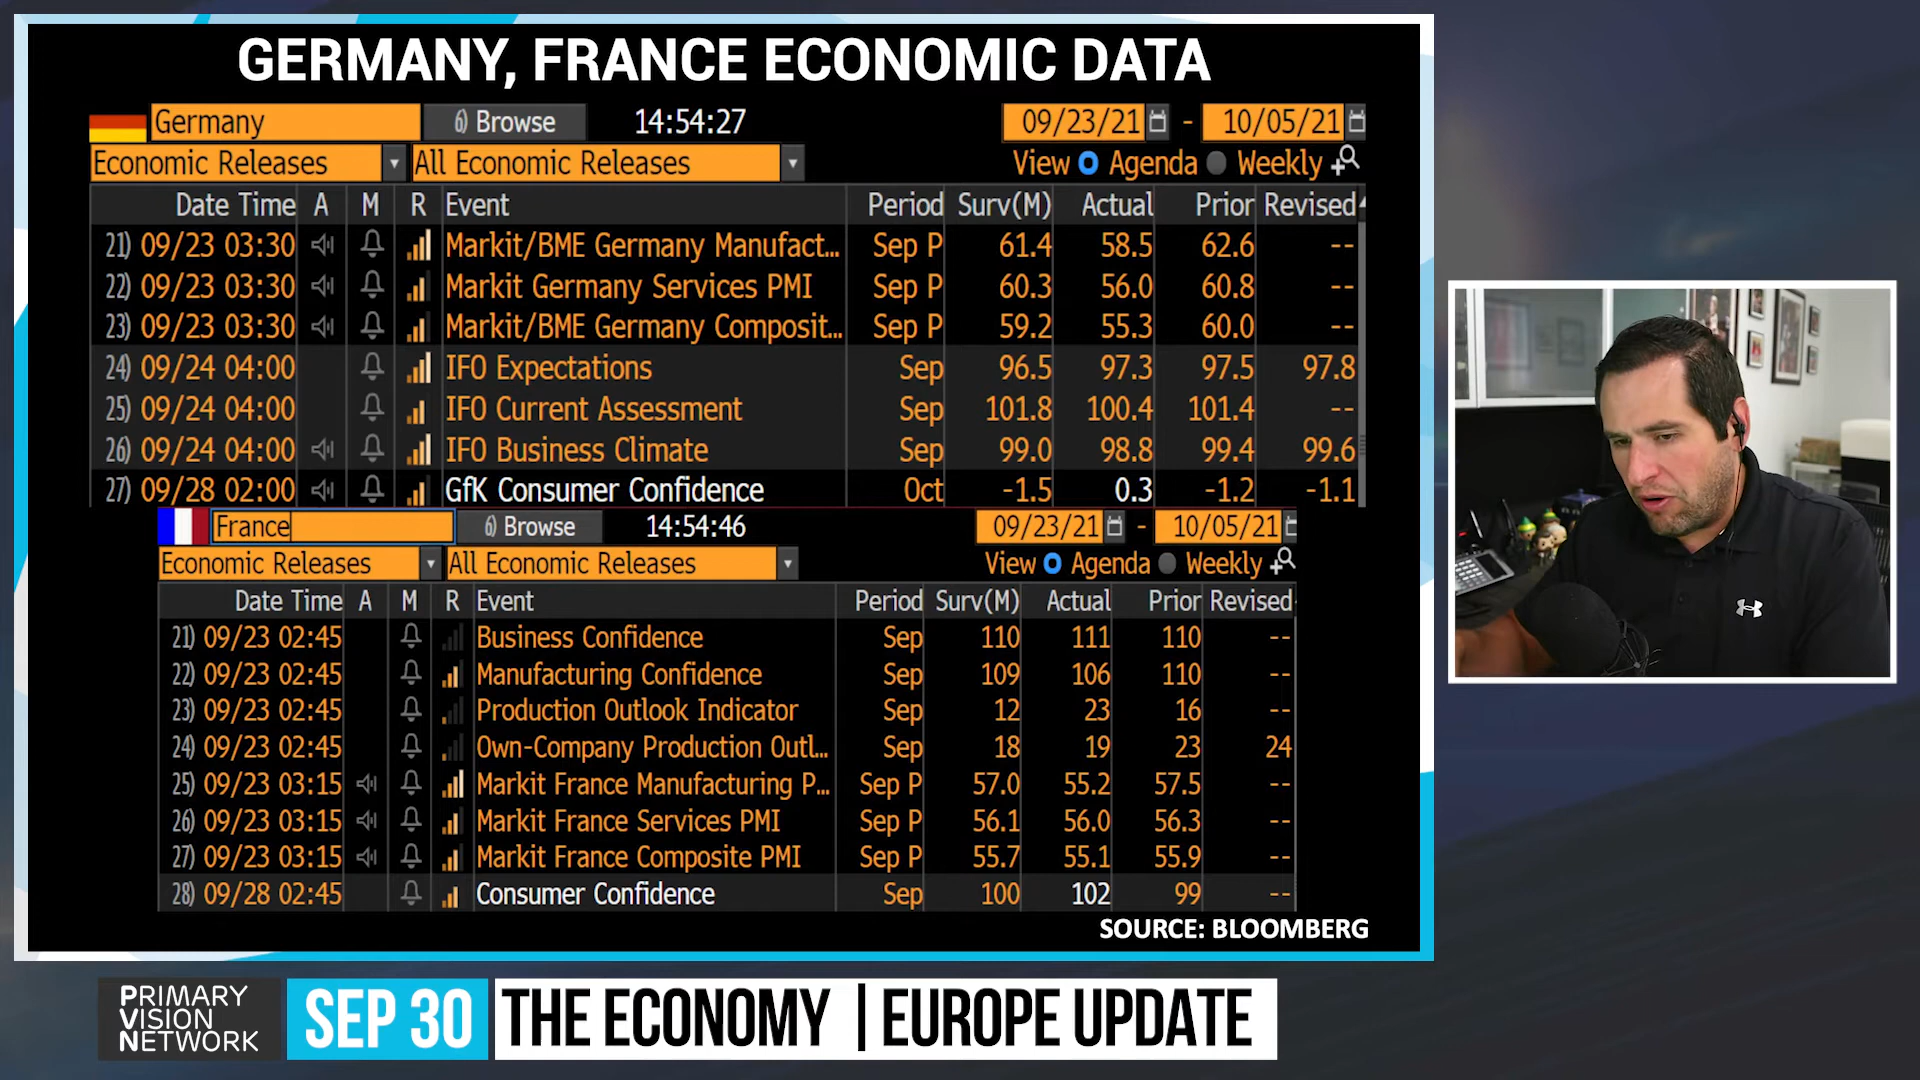 GERMANY, FRANCE ECONOMIC DATA
Germany 6) Browse 14:54:27 09/23/21 - 10/05/21
Economic Releases All Economic Releases View Agenda Weekly
Date Time A M R Event Period Surv(M) Actual Prior Revised
21) 09/23 03:30 Markit/BME Germany Manufact... Sep P 61.4 58.5 62.6 --
22) 09/23 03:30 Markit Germany Services PMI Sep P 60.3 56.0 60.8 --
23) 09/23 03:30 Markit/BME Germany Composit... Sep P 59.2 55.3 60.0 --
24) 09/24 04:00 IFO Expectations Sep 96.5 97.3 97.5 97.8
25) 09/24 04:00 IFO Current Assessment Sep 101.8 100.4 101.4 --
26) 09/24 04:00 IFO Business Climate Sep 99.0 98.8 99.4 99.6
27) 09/28 02:00 GfK Consumer Confidence Oct -1.5 0.3 -1.2 -1.1
France 6) Browse 14:54:46 09/23/21 - 10/05/21
Economic Releases All Economic Releases View Agenda Weekly
Date Time A M R Event Period Surv(M) Actual Prior Revised
21) 09/23 02:45 Business Confidence Sep 110 111 110 --
22) 09/23 02:45 Manufacturing Confidence Sep 109 106 110 --
23) 09/23 02:45 Production Outlook Indicator Sep 12 23 16 --
24) 09/23 02:45 Own-Company Production Outl... Sep 18 19 23 24
25) 09/23 03:15 Markit France Manufacturing P... Sep P 57.0 55.2 57.5 --
26) 09/23 03:15 Markit France Services PMI Sep P 56.1 56.0 56.3 --
27) 09/23 03:15 Markit France Composite PMI Sep P 55.7 55.1 55.9 --
28) 09/28 02:45 Consumer Confidence Sep 100 102 99 --
SOURCE: BLOOMBERG
PRIMARY
VISION
NETWORK
SEP 30 THE ECONOMY | EUROPE UPDATE